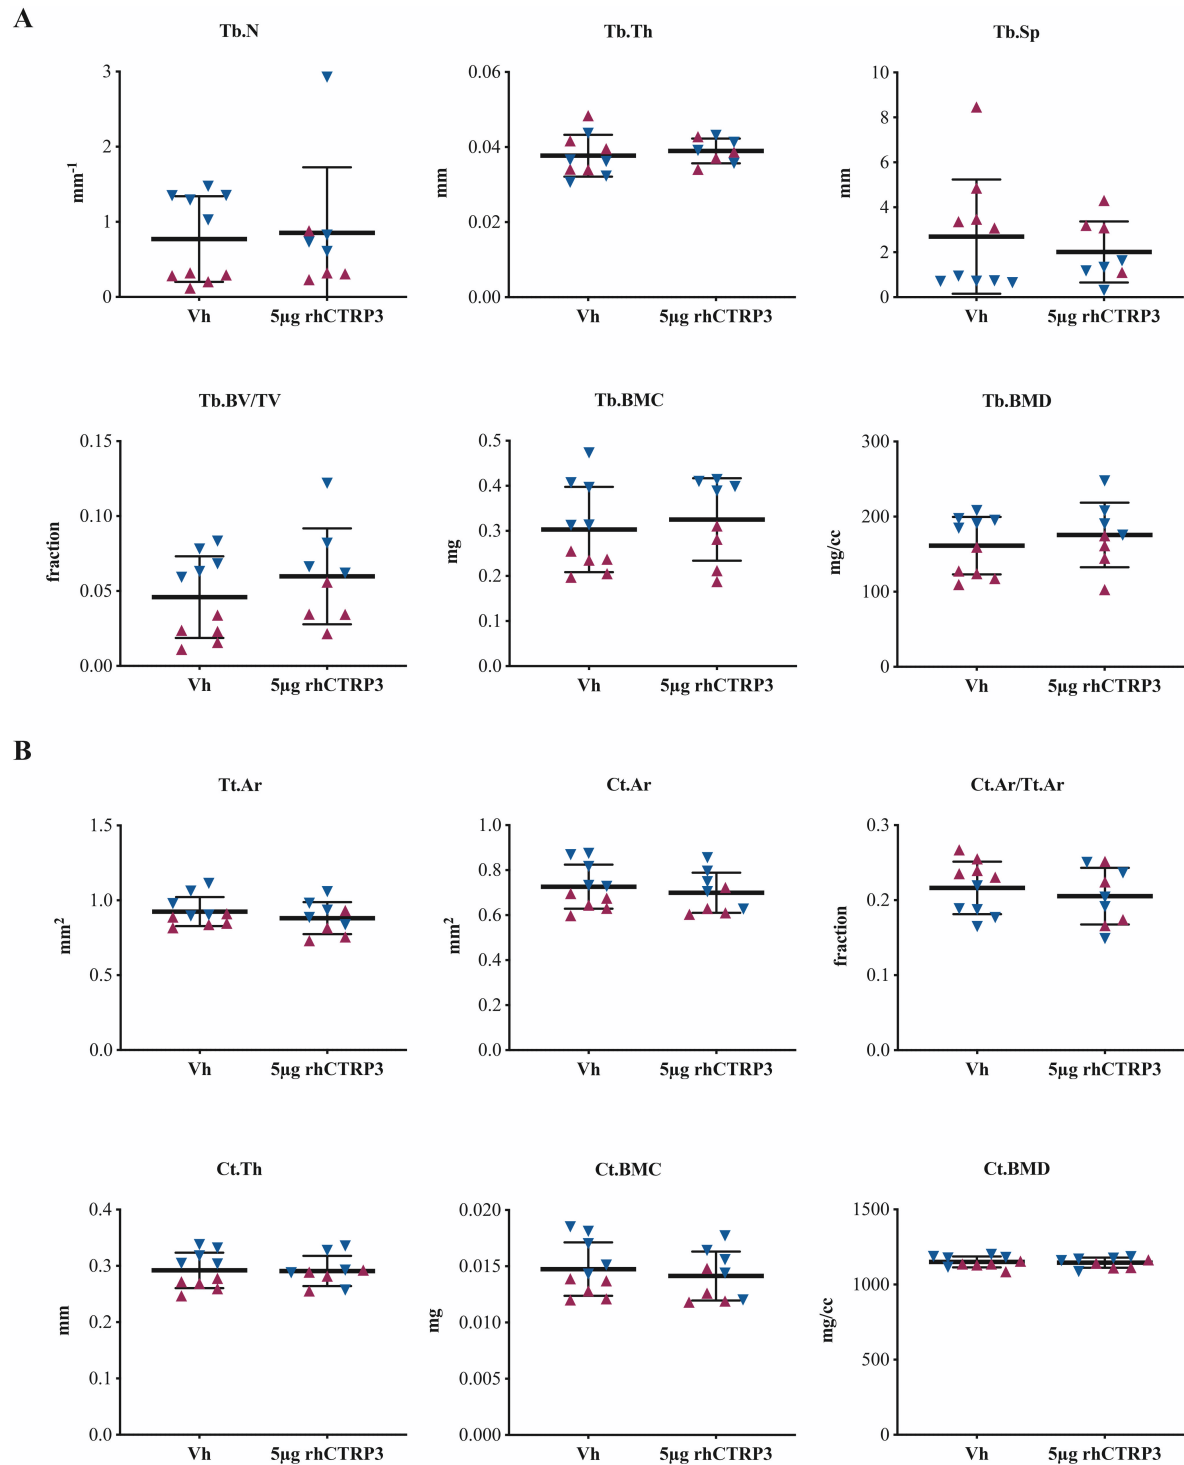 A
Tb.N
Tb.Th
Tb.Sp
3
2
1
0
mm-1
Vh
5μg rhCTRP3
0.06
0.04
0.02
0.00
mm
Vh
5μg rhCTRP3
10
8
6
4
2
0
mm
Vh
5μg rhCTRP3
Tb.BV/TV
Tb.BMC
Tb.BMD
0.15
0.10
0.05
0.00
fraction
Vh
5μg rhCTRP3
0.5
0.4
0.3
0.2
0.1
0.0
mg
Vh
5μg rhCTRP3
300
200
100
0
mg/cc
Vh
5μg rhCTRP3
B
Tt.Ar
Ct.Ar
Ct.Ar/Tt.Ar
1.5
1.0
0.5
0.0
mm2
Vh
5μg rhCTRP3
1.0
0.8
0.6
0.4
0.2
0.0
mm2
Vh
5μg rhCTRP3
0.3
0.2
0.1
0.0
fraction
Vh
5μg rhCTRP3
Ct.Th
Ct.BMC
Ct.BMD
0.4
0.3
0.2
0.1
0.0
mm
Vh
5μg rhCTRP3
0.020
0.015
0.010
0.005
0.000
mg
Vh
5μg rhCTRP3
1500
1000
500
0
mg/cc
Vh
5μg rhCTRP3